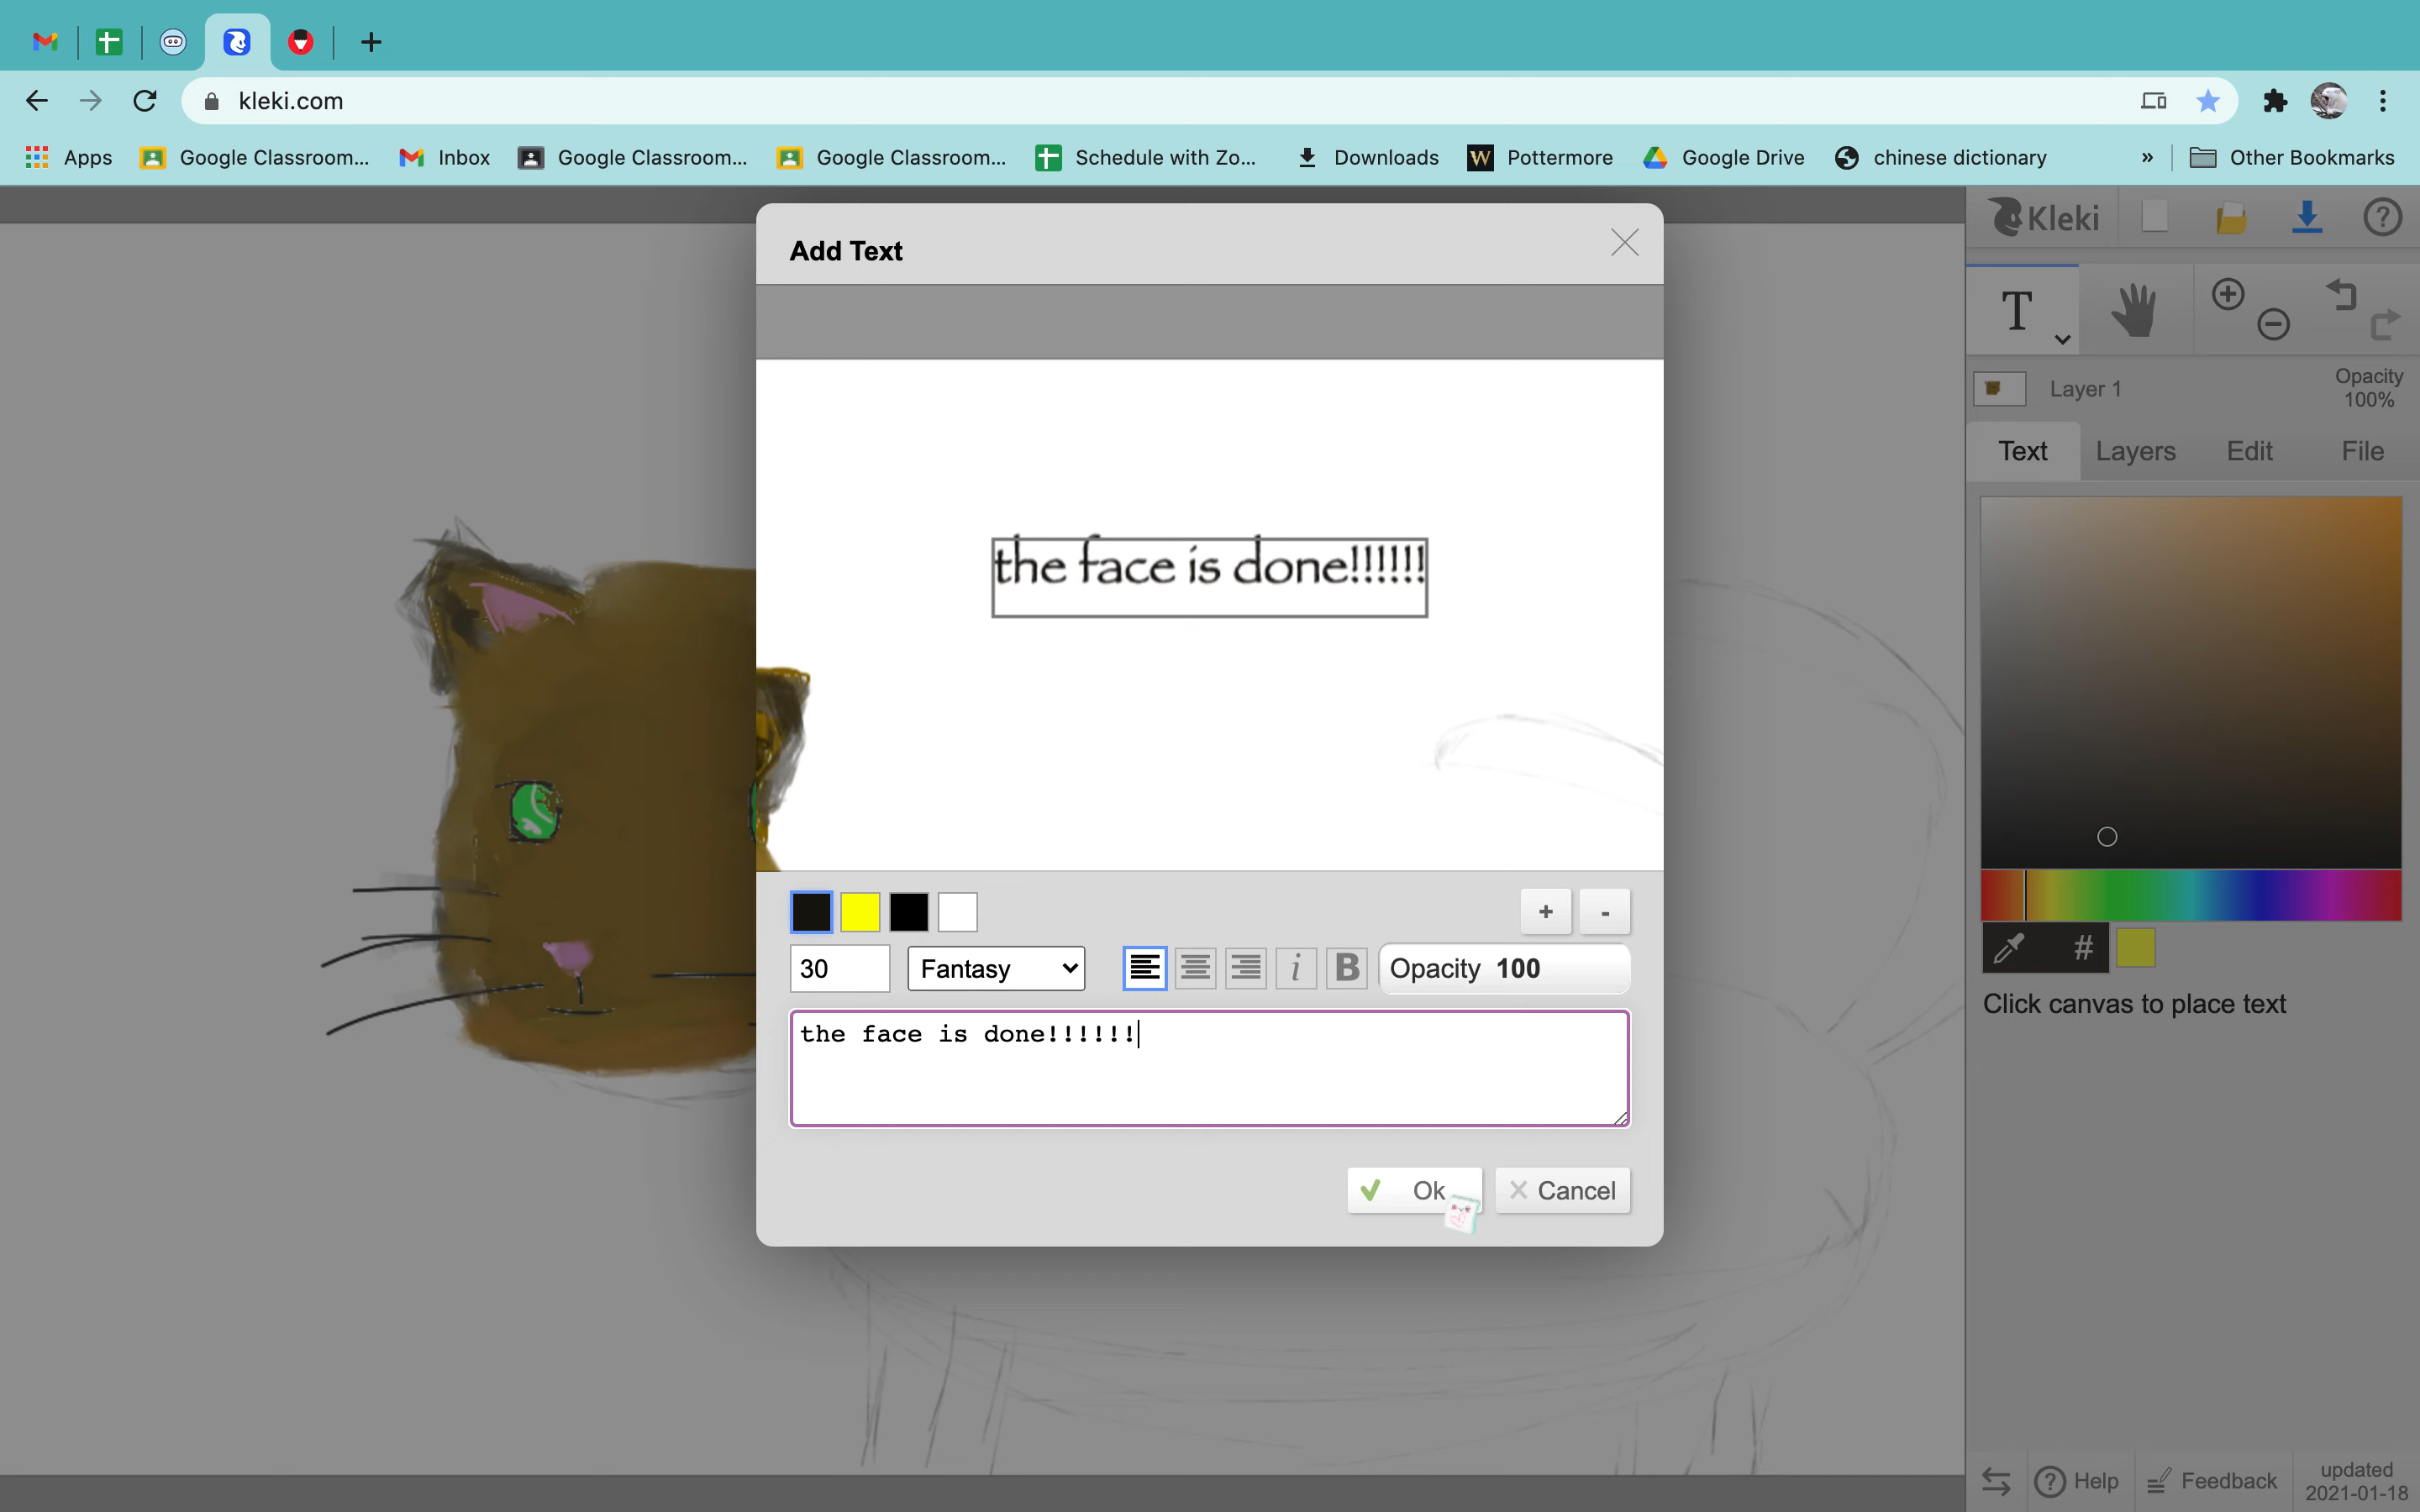 kleki.com
Apps
Google Classroom...
Inbox
Google Classroom...
Google Classroom...
Schedule with Zo...
Downloads
W
Pottermore
Google Drive
chinese dictionary
»
Other Bookmarks
Add Text
Kleki
T
Layer 1
Opacity
100%
Text
Layers
Edit
File
the face is done!!!!!!
+
-
30
Fantasy
i
B
Opacity 100
#
Click canvas to place text
the face is done!!!!!!
Ok
Cancel
Help
Feedback
updated
2021-01-18